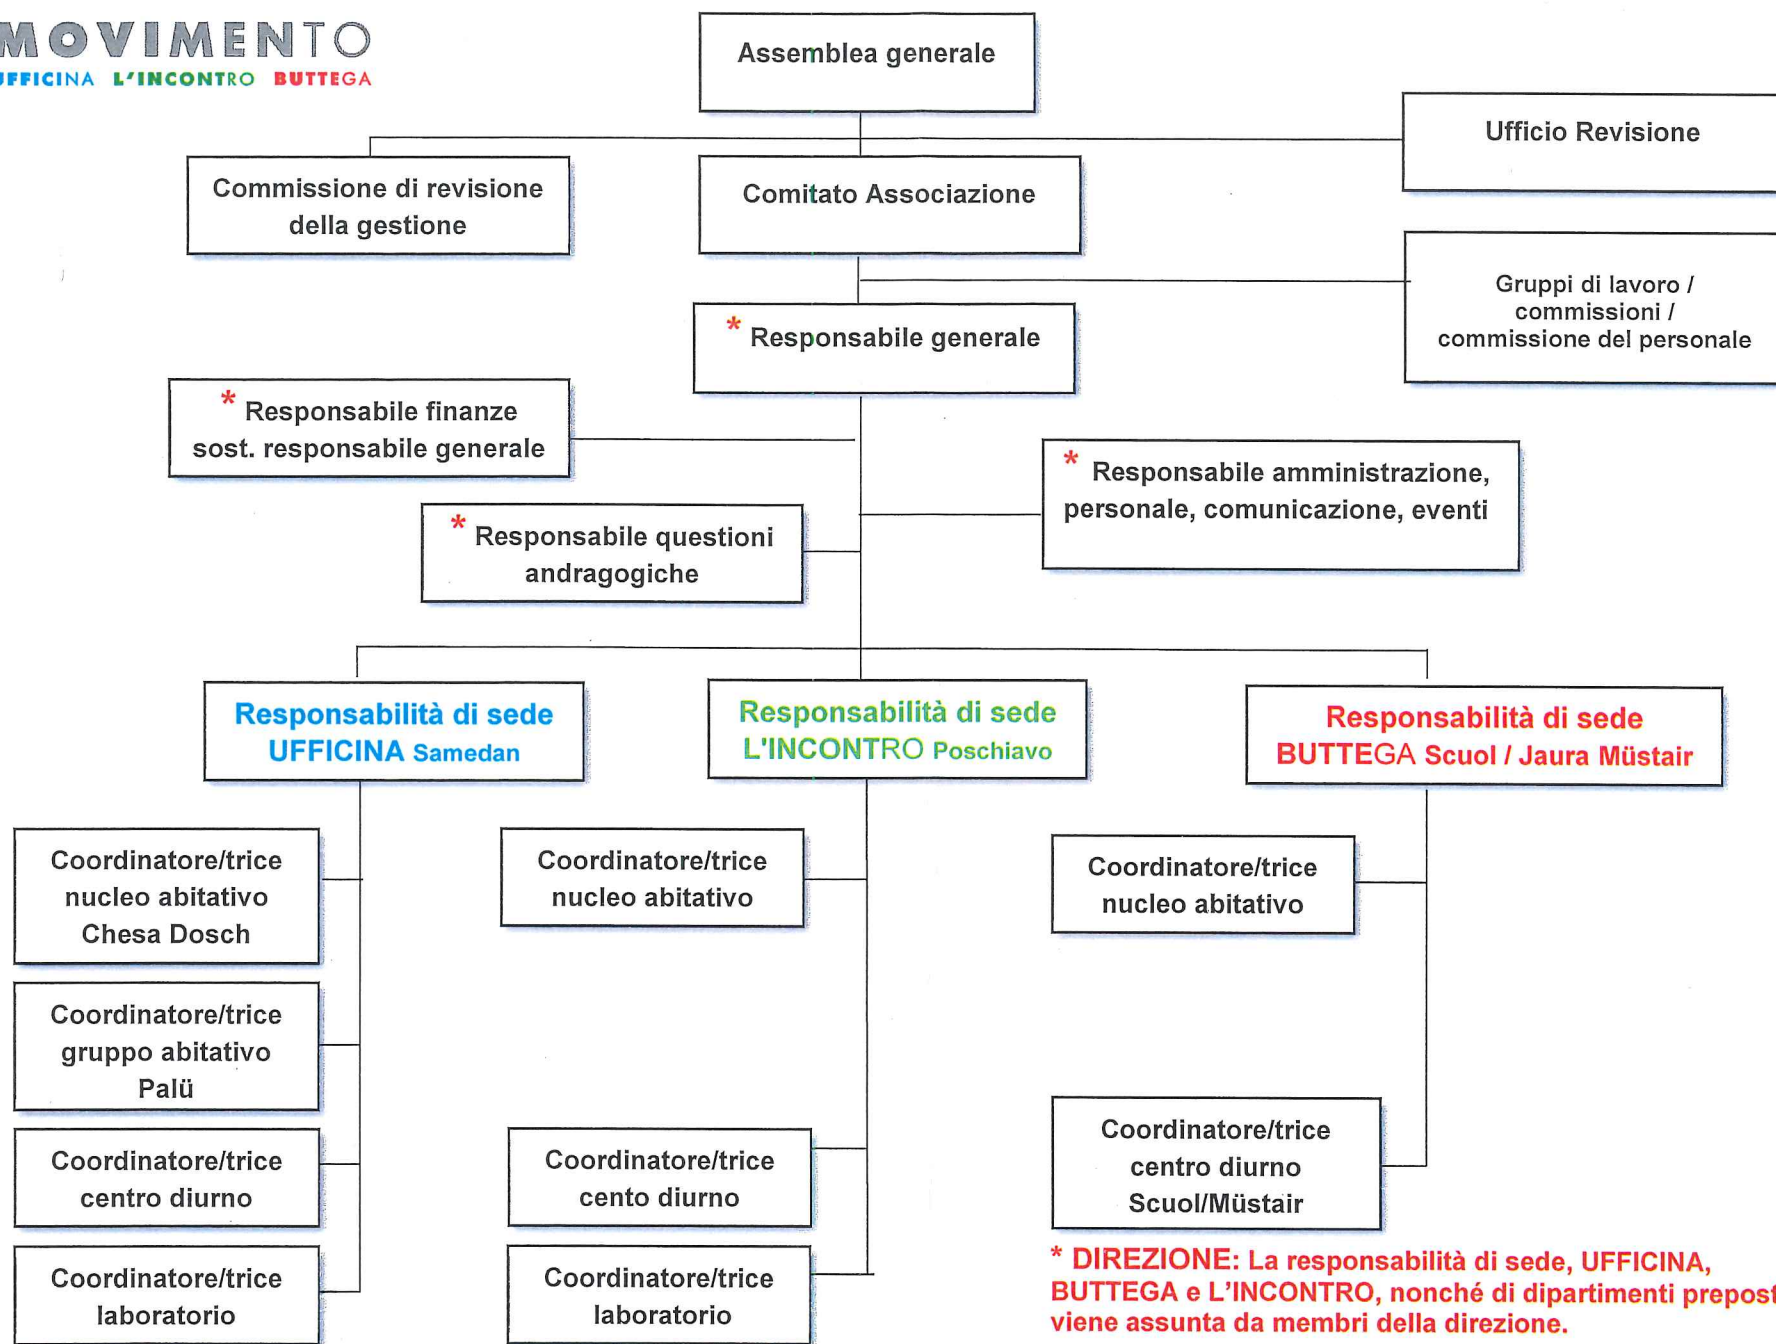 MOVIMENTO
UFFICINA L'INCONTRO BUTTEGA
Assemblea generale
Ufficio Revisione
Commissione di revisione
della gestione
Comitato Associazione
Gruppi di lavoro /
commissioni /
commissione del personale
* Responsabile generale
* Responsabile finanze
sost. responsabile generale
* Responsabile amministrazione,
personale, comunicazione, eventi
* Responsabile questioni
andragogiche
Responsabilità di sede
UFFICINA Samedan
Responsabilità di sede
L'INCONTRO Poschiavo
Responsabilità di sede
BUTTEGA Scuol / Jaura Müstair
Coordinatore/trice
nucleo abitativo
Chesa Dosch
Coordinatore/trice
nucleo abitativo
Coordinatore/trice
nucleo abitativo
Coordinatore/trice
gruppo abitativo
Palü
Coordinatore/trice
centro diurno
Coordinatore/trice
cento diurno
Coordinatore/trice
centro diurno
Scuol/Müstair
Coordinatore/trice
laboratorio
Coordinatore/trice
laboratorio
* DIREZIONE: La responsabilità di sede, UFFICINA,
BUTTEGA e L'INCONTRO, nonché di dipartimenti prepost
viene assunta da membri della direzione.